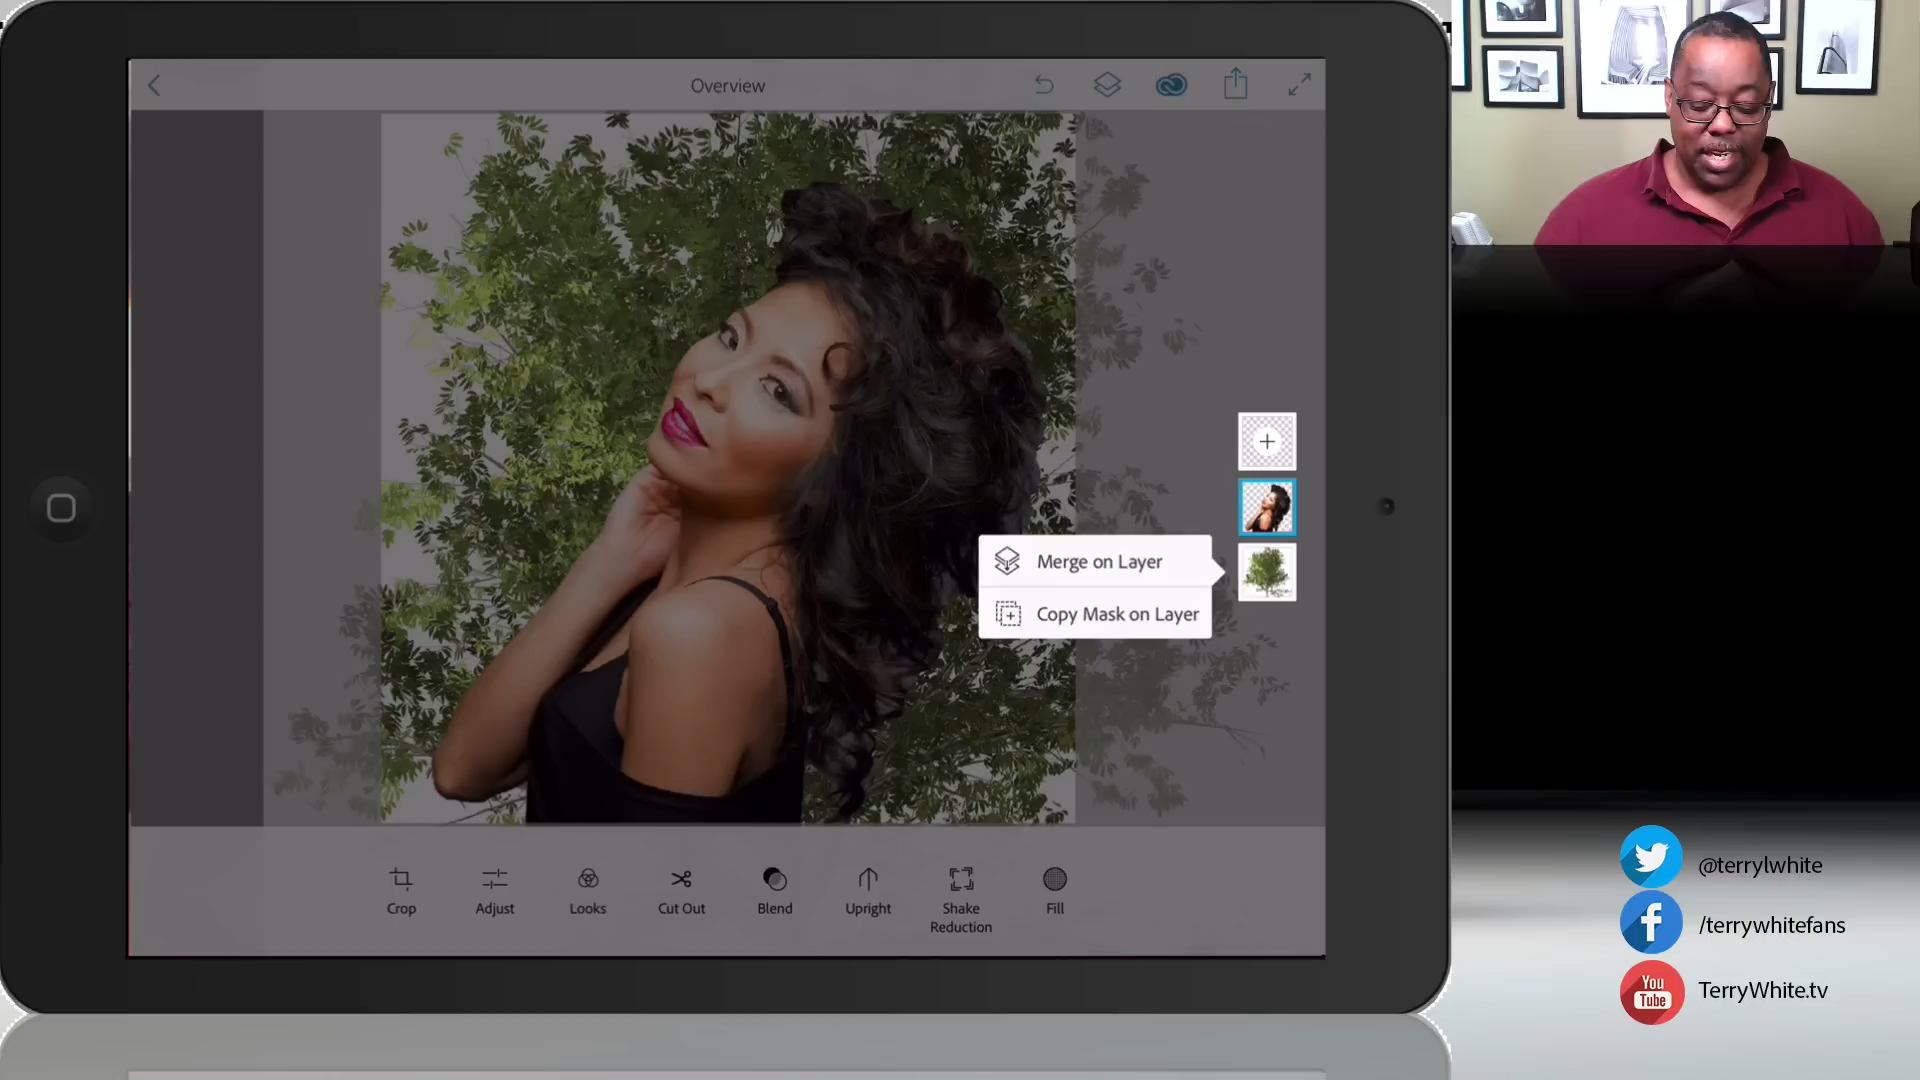 Overview
Merge on Layer
Copy Mask on Layer
Crop
Adjust
Looks
Cut Out
Blend
Upright
Shake
Reduction
Fill
@terrylwhite
/terrywhitefans
You
Tube
TerryWhite.tv